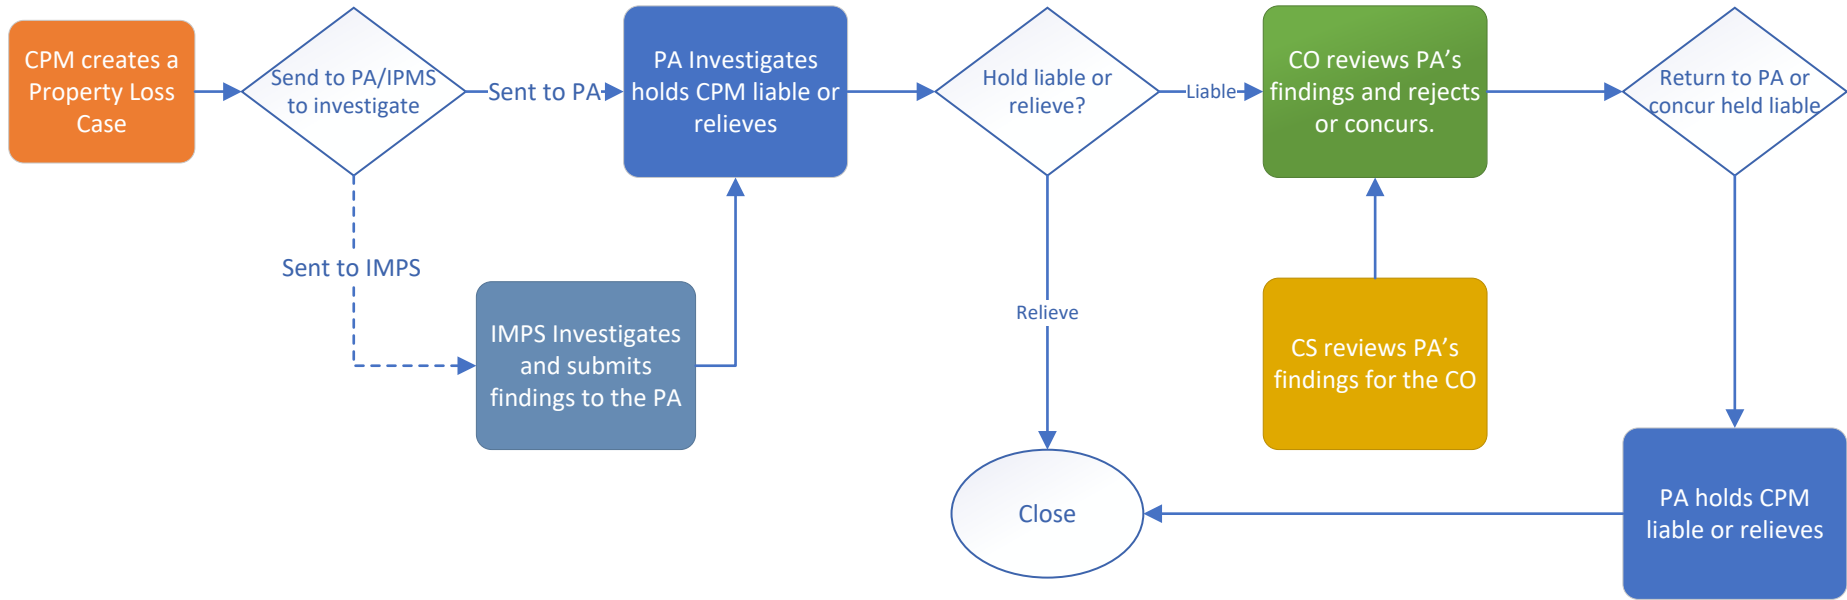 CPM creates a
Property Loss
Case
Send to PA/IPMS
to investigate
Sent to PA
PA Investigates
holds CPM liable or
relieves
Hold liable or
relieve?
Liable
CO reviews PA’s
findings and rejects
or concurs.
Return to PA or
concur held liable
Sent to IMPS
IMPS Investigates
and submits
findings to the PA
Relieve
CS reviews PA’s
findings for the CO
Close
PA holds CPM
liable or relieves